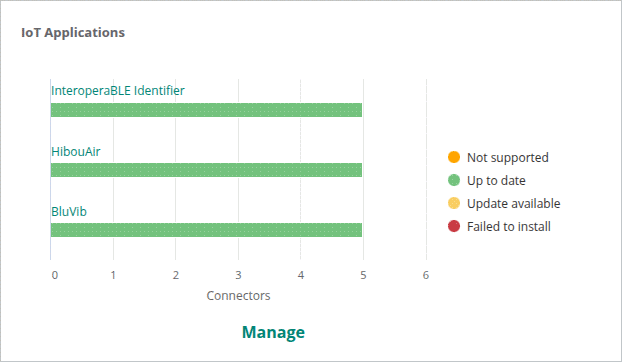 IoT Applications
InteroperaBLE Identifier
HibouAir
BluVib
0 1 2 3 4 5 6
Connectors
Not supported
Up to date
Update available
Failed to install
Manage